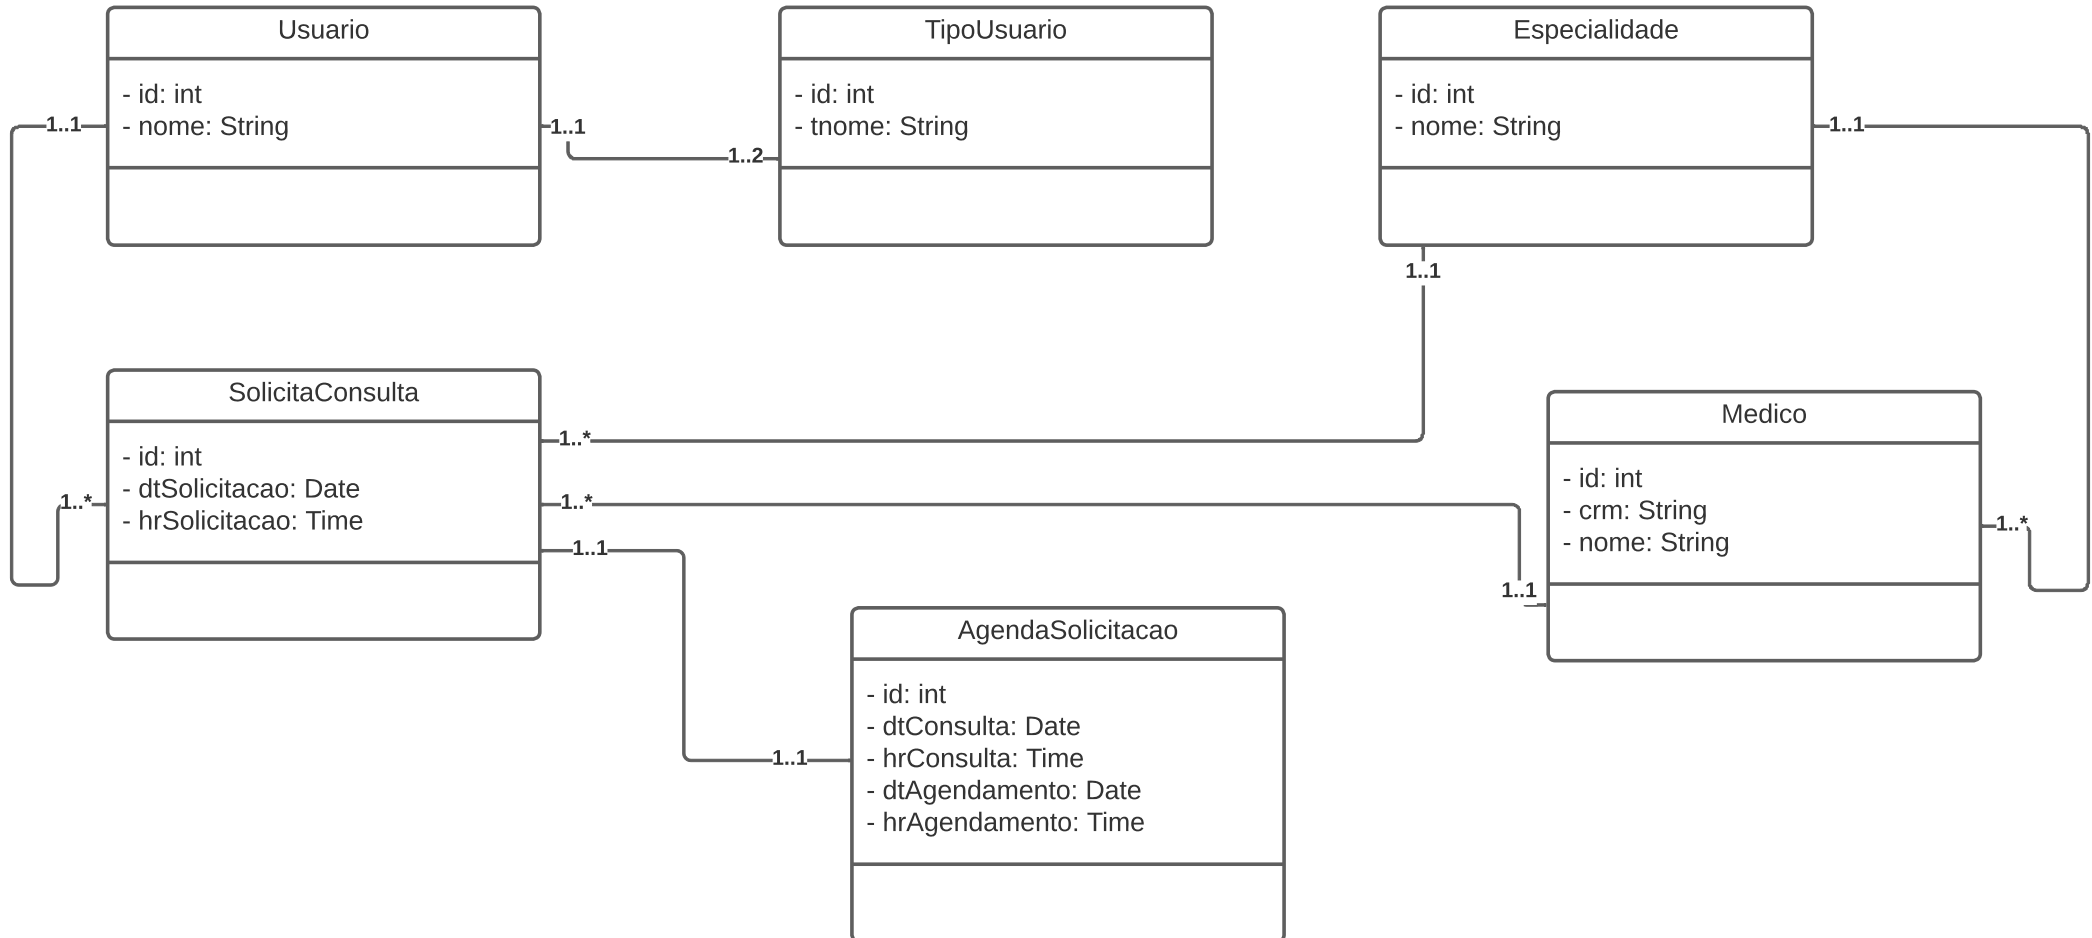 Usuario
- id: int
- nome: String
1..1
1..1
TipoUsuario
- id: int
- tnome: String
1..2
Especialidade
- id: int
- nome: String
1..1
1..1
SolicitaConsulta
- id: int
- dtSolicitacao: Date
- hrSolicitacao: Time
1..*
1..*
1..*
1..1
Medico
- id: int
- crm: String
- nome: String
1..*
1..1
AgendaSolicitacao
- id: int
- dtConsulta: Date
- hrConsulta: Time
- dtAgendamento: Date
- hrAgendamento: Time
1..1